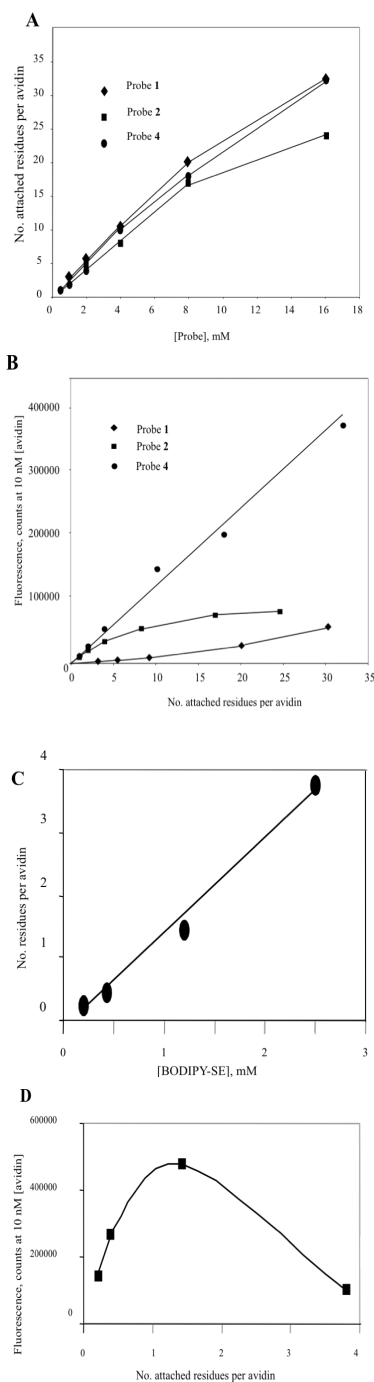 A
No. attached residues per avidin
35
30
25
20
15
10
5
0
Probe 1
Probe 2
Probe 4
0 2 4 6 8 10 12 14 16 18
[Probe], mM
B
Fluorescence, counts at 10 nM [avidin]
400000
300000
200000
100000
0
Probe 1
Probe 2
Probe 4
0 5 10 15 20 25 30 35
No. attached residues per avidin
C
No. residues per avidin
4
3
2
1
0
0 1 2 3
[BODIPY-SE], mM
D
Fluorescence, counts at 10 nM [avidin]
600000
400000
200000
0
0 1 2 3 4
No. attached residues per avidin